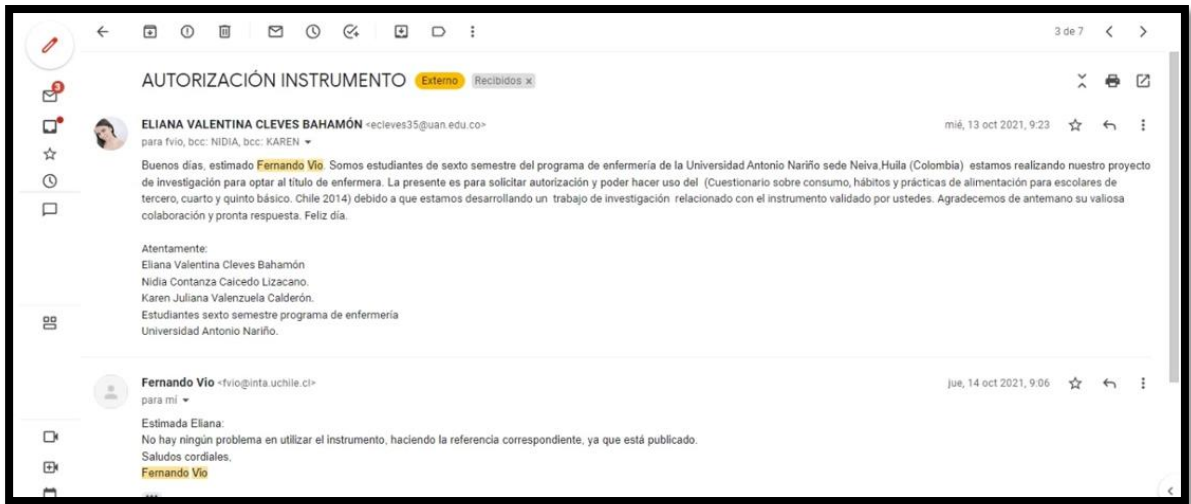 3 de 7
AUTORIZACIÓN INSTRUMENTO Externo Recibidos x
3
ELIANA VALENTINA CLEVES BAHAMÓN <ecleves35@uan.edu.co> mié, 13 oct 2021, 9:23
para fvio, bcc: NIDIA, bcc: KAREN
Buenos días, estimado Fernando Vio. Somos estudiantes de sexto semestre del programa de enfermería de la Universidad Antonio Nariño sede Neiva,Huila (Colombia) estamos realizando nuestro proyecto
de investigación para optar al título de enfermera. La presente es para solicitar autorización y poder hacer uso del (Cuestionario sobre consumo, hábitos y prácticas de alimentación para escolares de
tercero, cuarto y quinto básico. Chile 2014) debido a que estamos desarrollando un trabajo de investigación relacionado con el instrumento validado por ustedes. Agradecemos de antemano su valiosa
colaboración y pronta respuesta. Feliz día.
Atentamente:
Eliana Valentina Cleves Bahamón
Nidia Contanza Caicedo Lizacano.
Karen Juliana Valenzuela Calderón.
Estudiantes sexto semestre programa de enfermería
Universidad Antonio Nariño.
Fernando Vio <fvio@inta.uchile.cl> jue, 14 oct 2021, 9:06
para mí
Estimada Eliana:
No hay ningún problema en utilizar el instrumento, haciendo la referencia correspondiente, ya que está publicado.
Saludos cordiales,
Fernando Vio